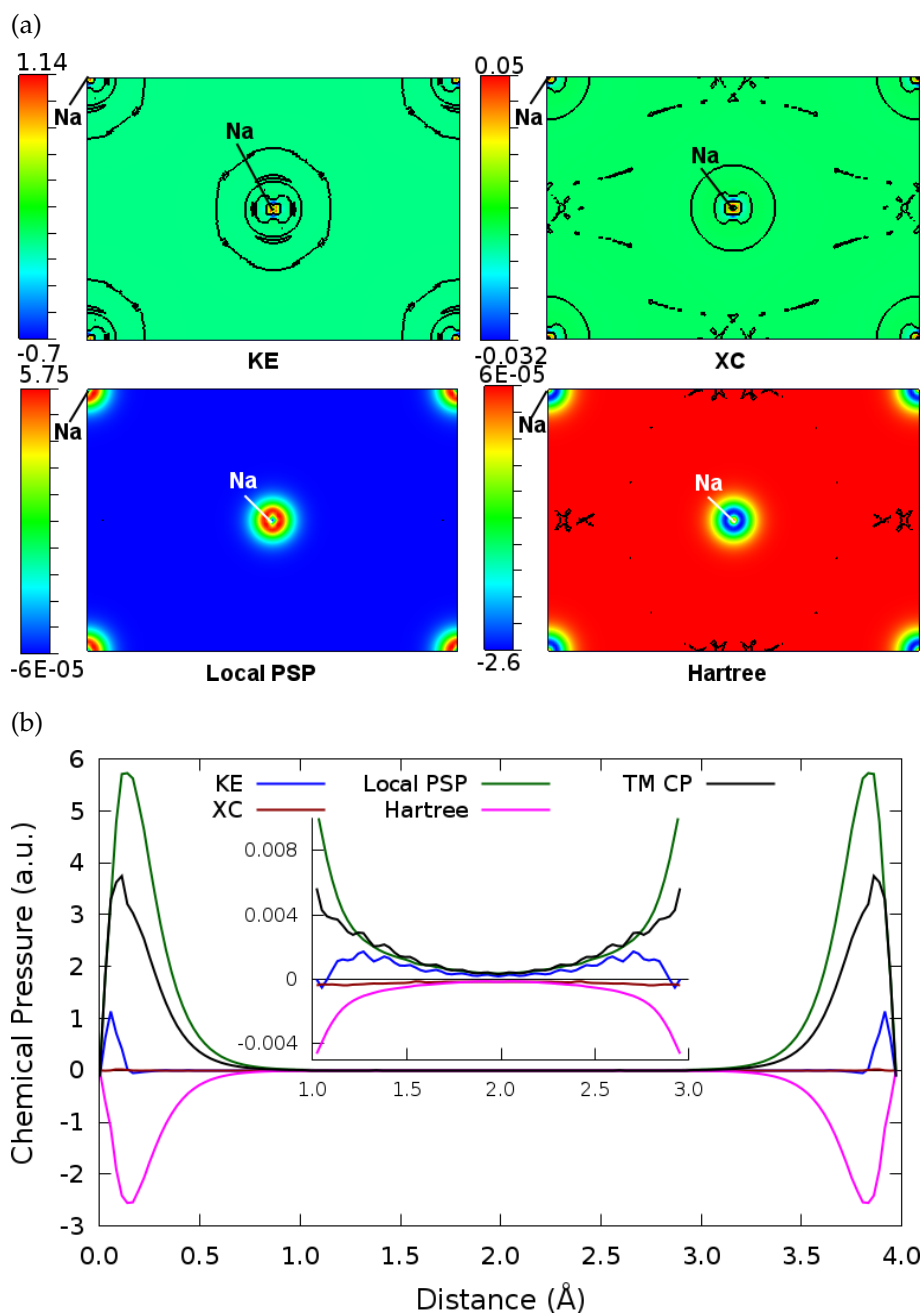 (a)
1.14
0.05
Na
Na
Na
Na
-0.7
KE
-0.032
XC
5.75
6E-05
Na
Na
Na
Na
-6E-05
Local PSP
-2.6
Hartree
(b)
6
5
4
3
2
1
0
-1
-2
-3
Chemical Pressure (a.u.)
KE
Local PSP
TM CP
XC
Hartree
0.008
0.004
0
-0.004
1.0 1.5 2.0 2.5 3.0
0.0 0.5 1.0 1.5 2.0 2.5 3.0 3.5 4.0
Distance (Å)